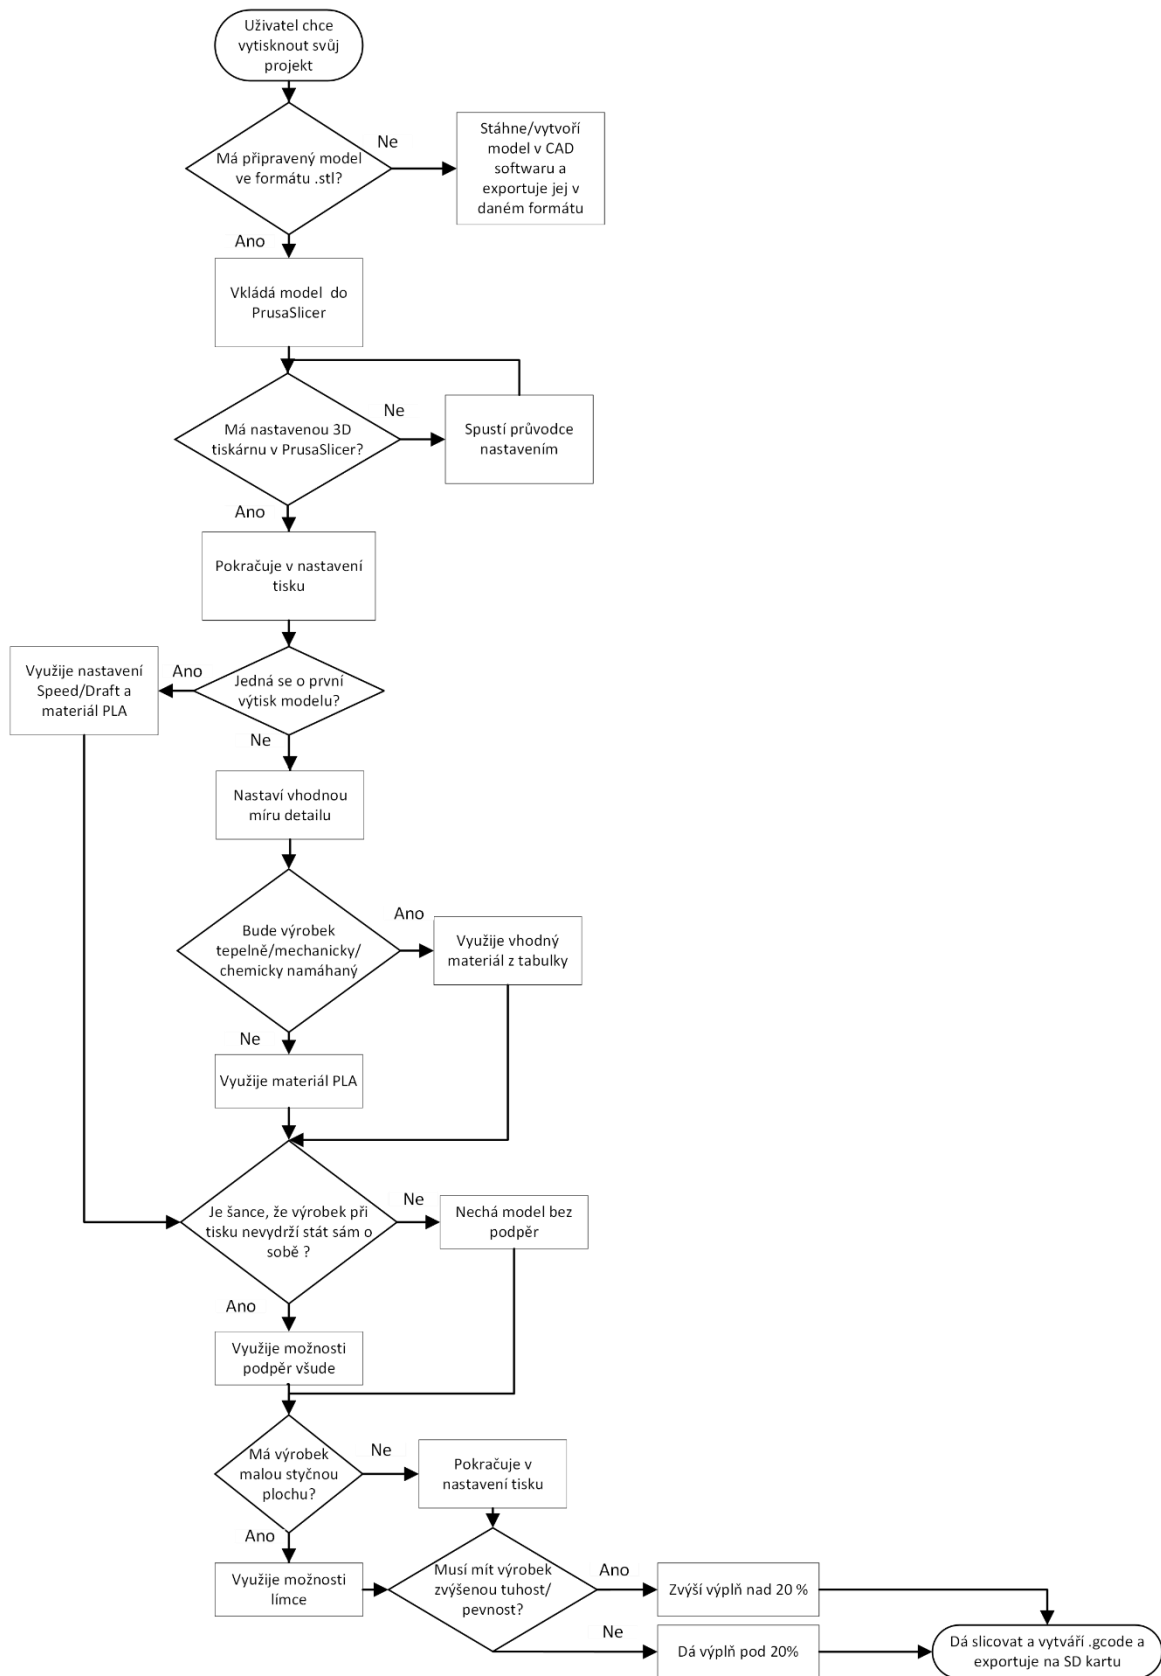 Uživatel chce
vytisknout svůj
projekt
Má připravený model
ve formátu .stl?
Ne
Stáhne/vytvoří
model v CAD
softwaru a
exportuje jej v
daném formátu
Ano
Vkládá model  do
PrusaSlicer
Má nastavenou 3D
tiskárnu v PrusaSlicer?
Ne
Spustí průvodce
nastavením
Ano
Pokračuje v nastavení
tisku
Jedná se o první
výtisk modelu?
Ano
Využije nastavení
Speed/Draft a
materiál PLA
Ne
Nastaví vhodnou
míru detailu
Bude výrobek
tepelně/mechanicky/
chemicky namáhaný
Ano
Využije vhodný
materiál z tabulky
Ne
Využije materiál PLA
Je šance, že výrobek při
tisku nevydrží stát sám o
sobě ?
Ne
Nechá model bez
podpěr
Ano
Využije možnosti
podpěr všude
Má výrobek
malou styčnou
plochu?
Ne
Pokračuje v
nastavení tisku
Ano
Využije možnosti
límce
Musí mít výrobek
zvýšenou tuhost/
pevnost?
Ano
Zvýší výplň nad 20 %
Ne
Dá výplň pod 20%
Dá slicovat a vytváří .gcode a
exportuje na SD kartu